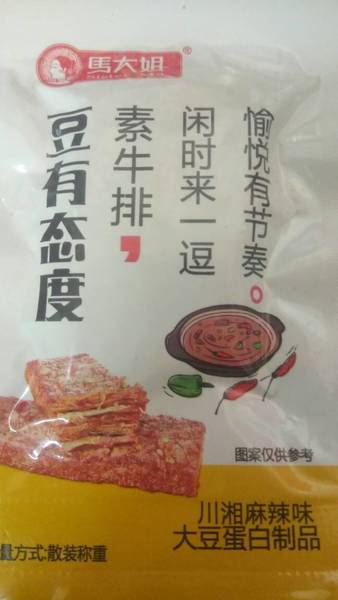 馬大姐®
愉悦有节奏。
闲时来一逗
素牛排,
豆有态度
图案仅供参考
川湘麻辣味
大豆蛋白制品
量方式:散装称重